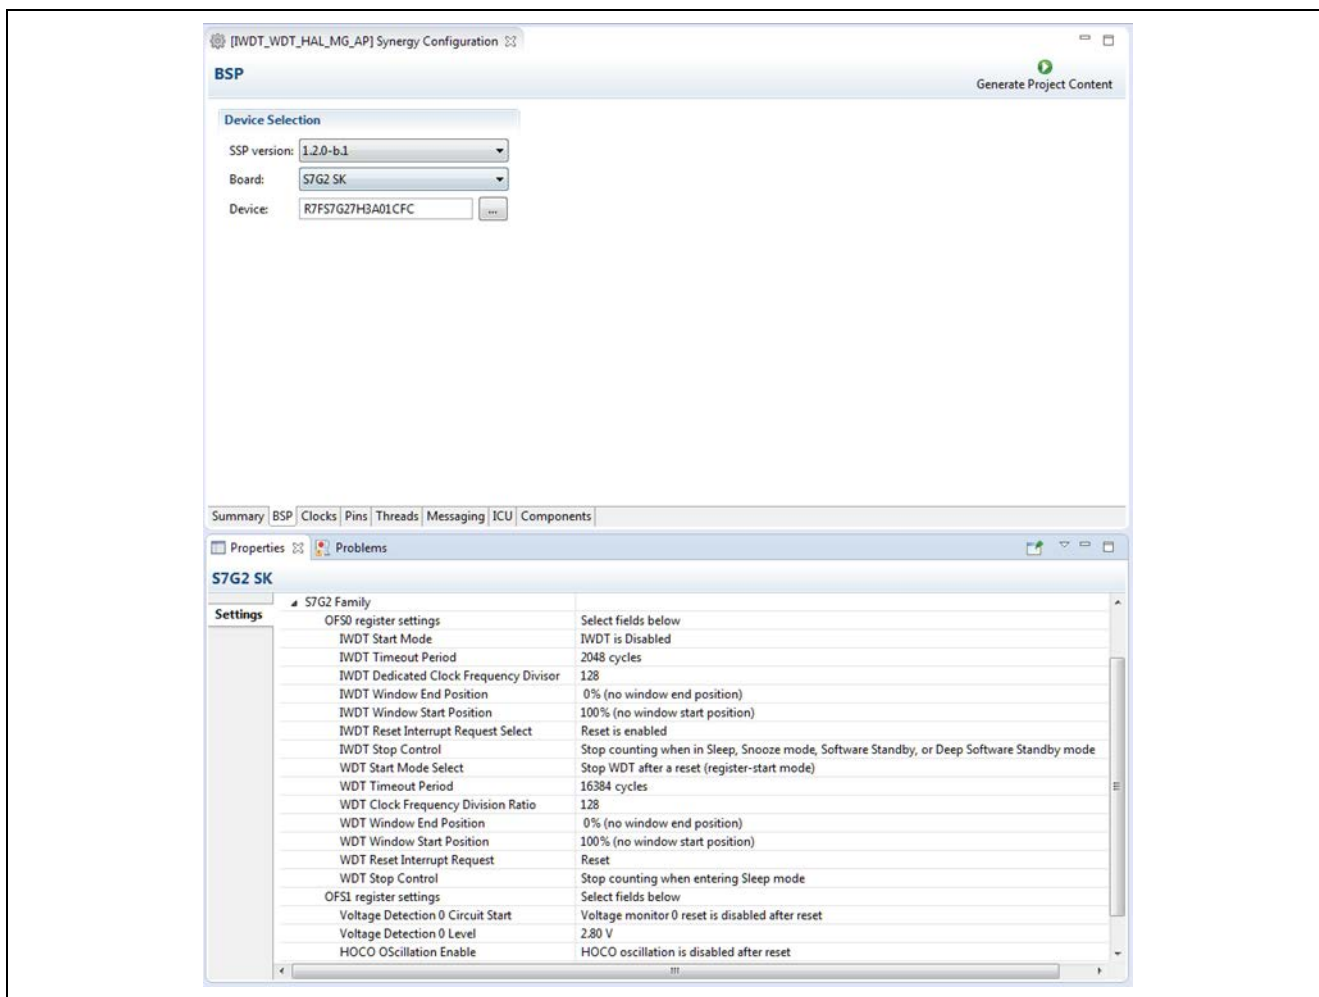 [IWDT_WDT_HAL_MG_AP] Synergy Configuration
BSP
Generate Project Content
Device Selection
SSP version: 1.2.0-b.1
Board: S7G2 SK
Device: R7FS7G27H3A01CFC ...
Summary BSP Clocks Pins Threads Messaging ICU Components
Properties Problems
S7G2 SK
Settings
S7G2 Family
OFS0 register settings Select fields below
IWDT Start Mode IWDT is Disabled
IWDT Timeout Period 2048 cycles
IWDT Dedicated Clock Frequency Divisor 128
IWDT Window End Position 0% (no window end position)
IWDT Window Start Position 100% (no window start position)
IWDT Reset Interrupt Request Select Reset is enabled
IWDT Stop Control Stop counting when in Sleep, Snooze mode, Software Standby, or Deep Software Standby mode
WDT Start Mode Select Stop WDT after a reset (register-start mode)
WDT Timeout Period 16384 cycles
WDT Clock Frequency Division Ratio 128
WDT Window End Position 0% (no window end position)
WDT Window Start Position 100% (no window start position)
WDT Reset Interrupt Request Reset
WDT Stop Control Stop counting when entering Sleep mode
OFS1 register settings Select fields below
Voltage Detection 0 Circuit Start Voltage monitor 0 reset is disabled after reset
Voltage Detection 0 Level 2.80 V
HOCO OScillation Enable HOCO oscillation is disabled after reset